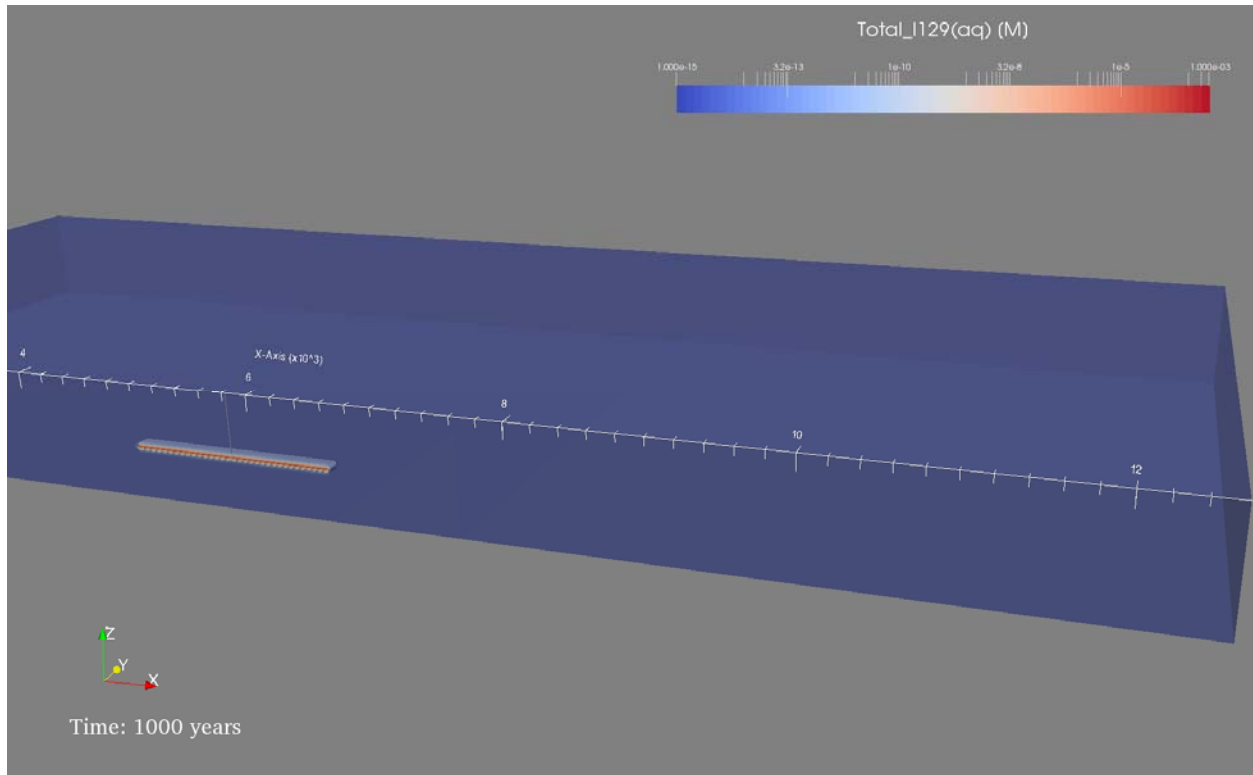 Total_I129(aq) [M]
1.000e-15 3.2e-13 1e-10 3.2e-8 1e-5 1.000e-03
X-Axis (x10^3)
4 6 8 10 12
Z
Y
X
Time: 1000 years